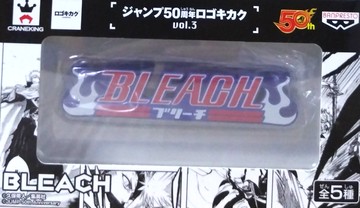 CRANEKING
ロゴキカク
ジャンプ50周年ロゴキカク
vol.3
50th
BANPRESTO
BLEACH
ブリーチ
BLEACH
全5種